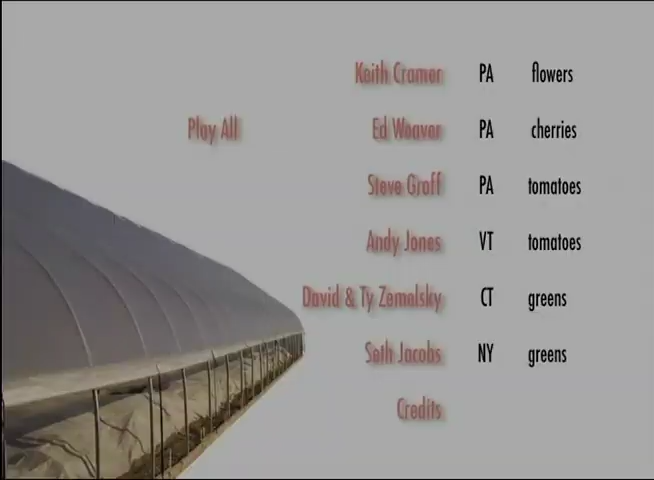 Keith Cramer PA flowers
Play All
Ed Weaver PA cherries
Steve Groff PA tomatoes
Andy Jones VT tomatoes
David & Ty Zemelsky CT greens
Seth Jacobs NY greens
Credits